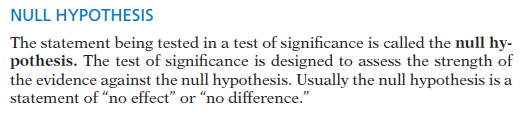 NULL HYPOTHESIS
The statement being tested in a test of significance is called the null hy-
pothesis. The test of significance is designed to assess the strength of
the evidence against the null hypothesis. Usually the null hypothesis is a
statement of “no effect” or “no difference.”